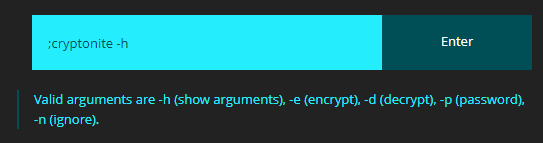 ;cryptonite -h
Enter
Valid arguments are -h (show arguments), -e (encrypt), -d (decrypt), -p (password),
-n (ignore).